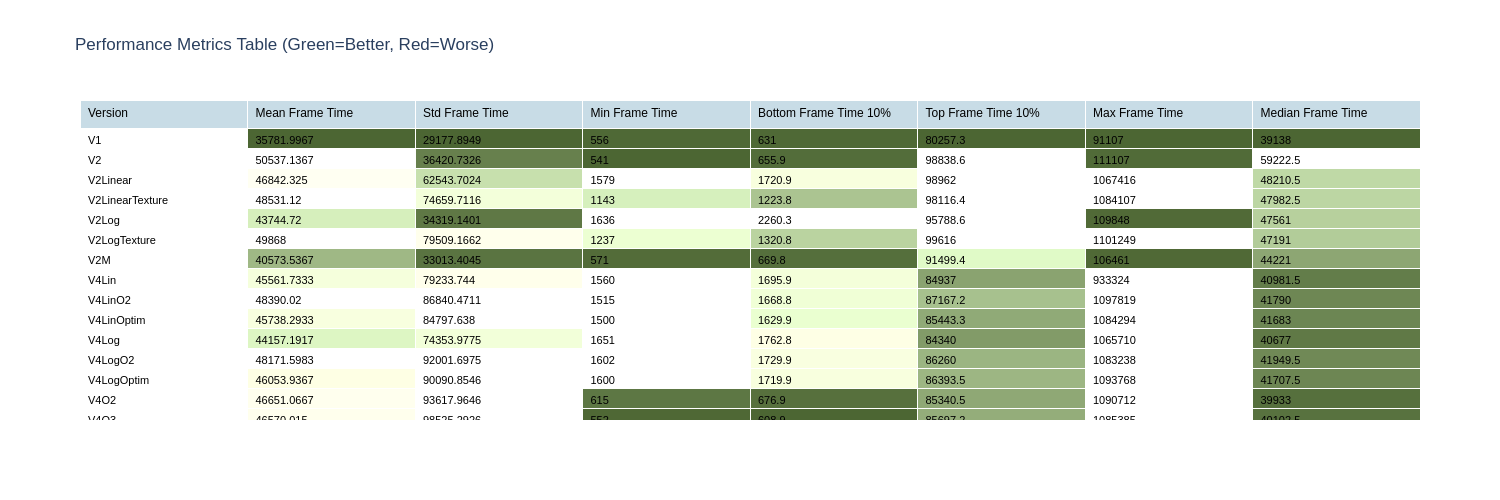 Performance Metrics Table (Green=Better, Red=Worse)
Version Mean Frame Time Std Frame Time Min Frame Time Bottom Frame Time 10% Top Frame Time 10% Max Frame Time Median Frame Time
V1 35781.9967 29177.8949 556 631 80257.3 91107 39138
V2 50537.1367 36420.7326 541 655.9 98838.6 111107 59222.5
V2Linear 46842.325 62543.7024 1579 1720.9 98962 1067416 48210.5
V2LinearTexture 48531.12 74659.7116 1143 1223.8 98116.4 1084107 47982.5
V2Log 43744.72 34319.1401 1636 2260.3 95788.6 109848 47561
V2LogTexture 49868 79509.1662 1237 1320.8 99616 1101249 47191
V2M 40573.5367 33013.4045 571 669.8 91499.4 106461 44221
V4Lin 45561.7333 79233.744 1560 1695.9 84937 933324 40981.5
V4LinO2 48390.02 86840.4711 1515 1668.8 87167.2 1097819 41790
V4LinOptim 45738.2933 84797.638 1500 1629.9 85443.3 1084294 41683
V4Log 44157.1917 74353.9775 1651 1762.8 84340 1065710 40677
V4LogO2 48171.5983 92001.6975 1602 1729.9 86260 1083238 41949.5
V4LogOptim 46053.9367 90090.8546 1600 1719.9 86393.5 1093768 41707.5
V4O2 46651.0667 93617.9646 615 676.9 85340.5 1090712 39933